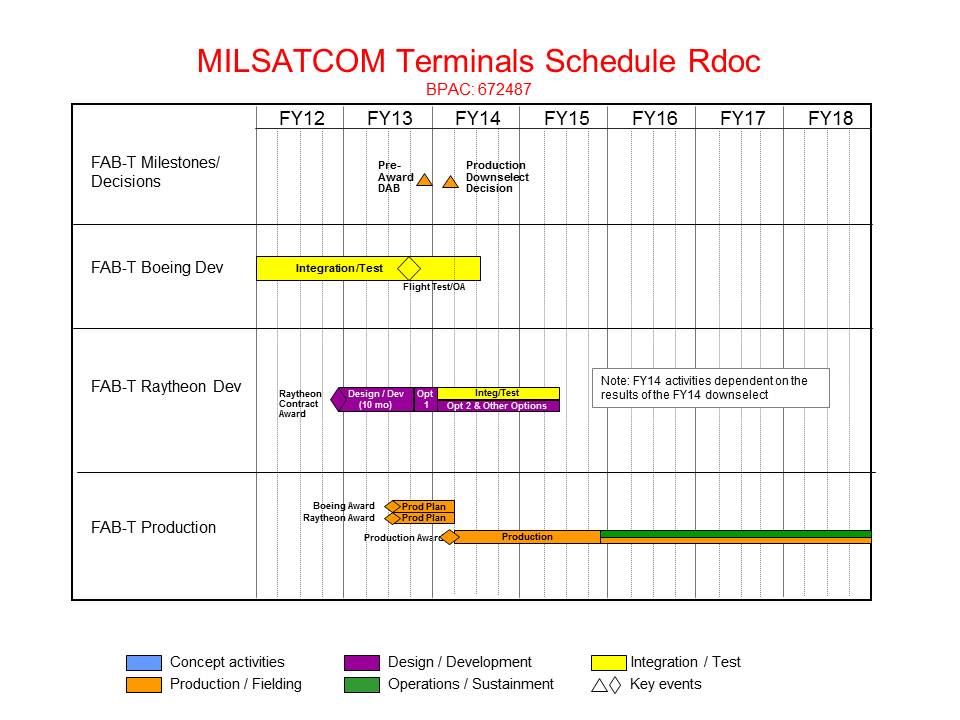 MILSATCOM Terminals Schedule Rdoc
BPAC: 672487
FY12 FY13 FY14 FY15 FY16 FY17 FY18
FAB-T Milestones/
Decisions
Pre-
Award
DAB
Production
Downselect
Decision
FAB-T Boeing Dev
Integration/Test
Flight Test/OA
FAB-T Raytheon Dev
Raytheon
Contract
Award
Design / Dev
(10 mo)
Opt
1
Integ/Test
Opt 2 & Other Options
Note: FY14 activities dependent on the
results of the FY14 downselect
FAB-T Production
Boeing Award
Prod Plan
Raytheon Award
Prod Plan
Production Award
Production
Concept activities
Design / Development
Integration / Test
Production / Fielding
Operations / Sustainment
Key events